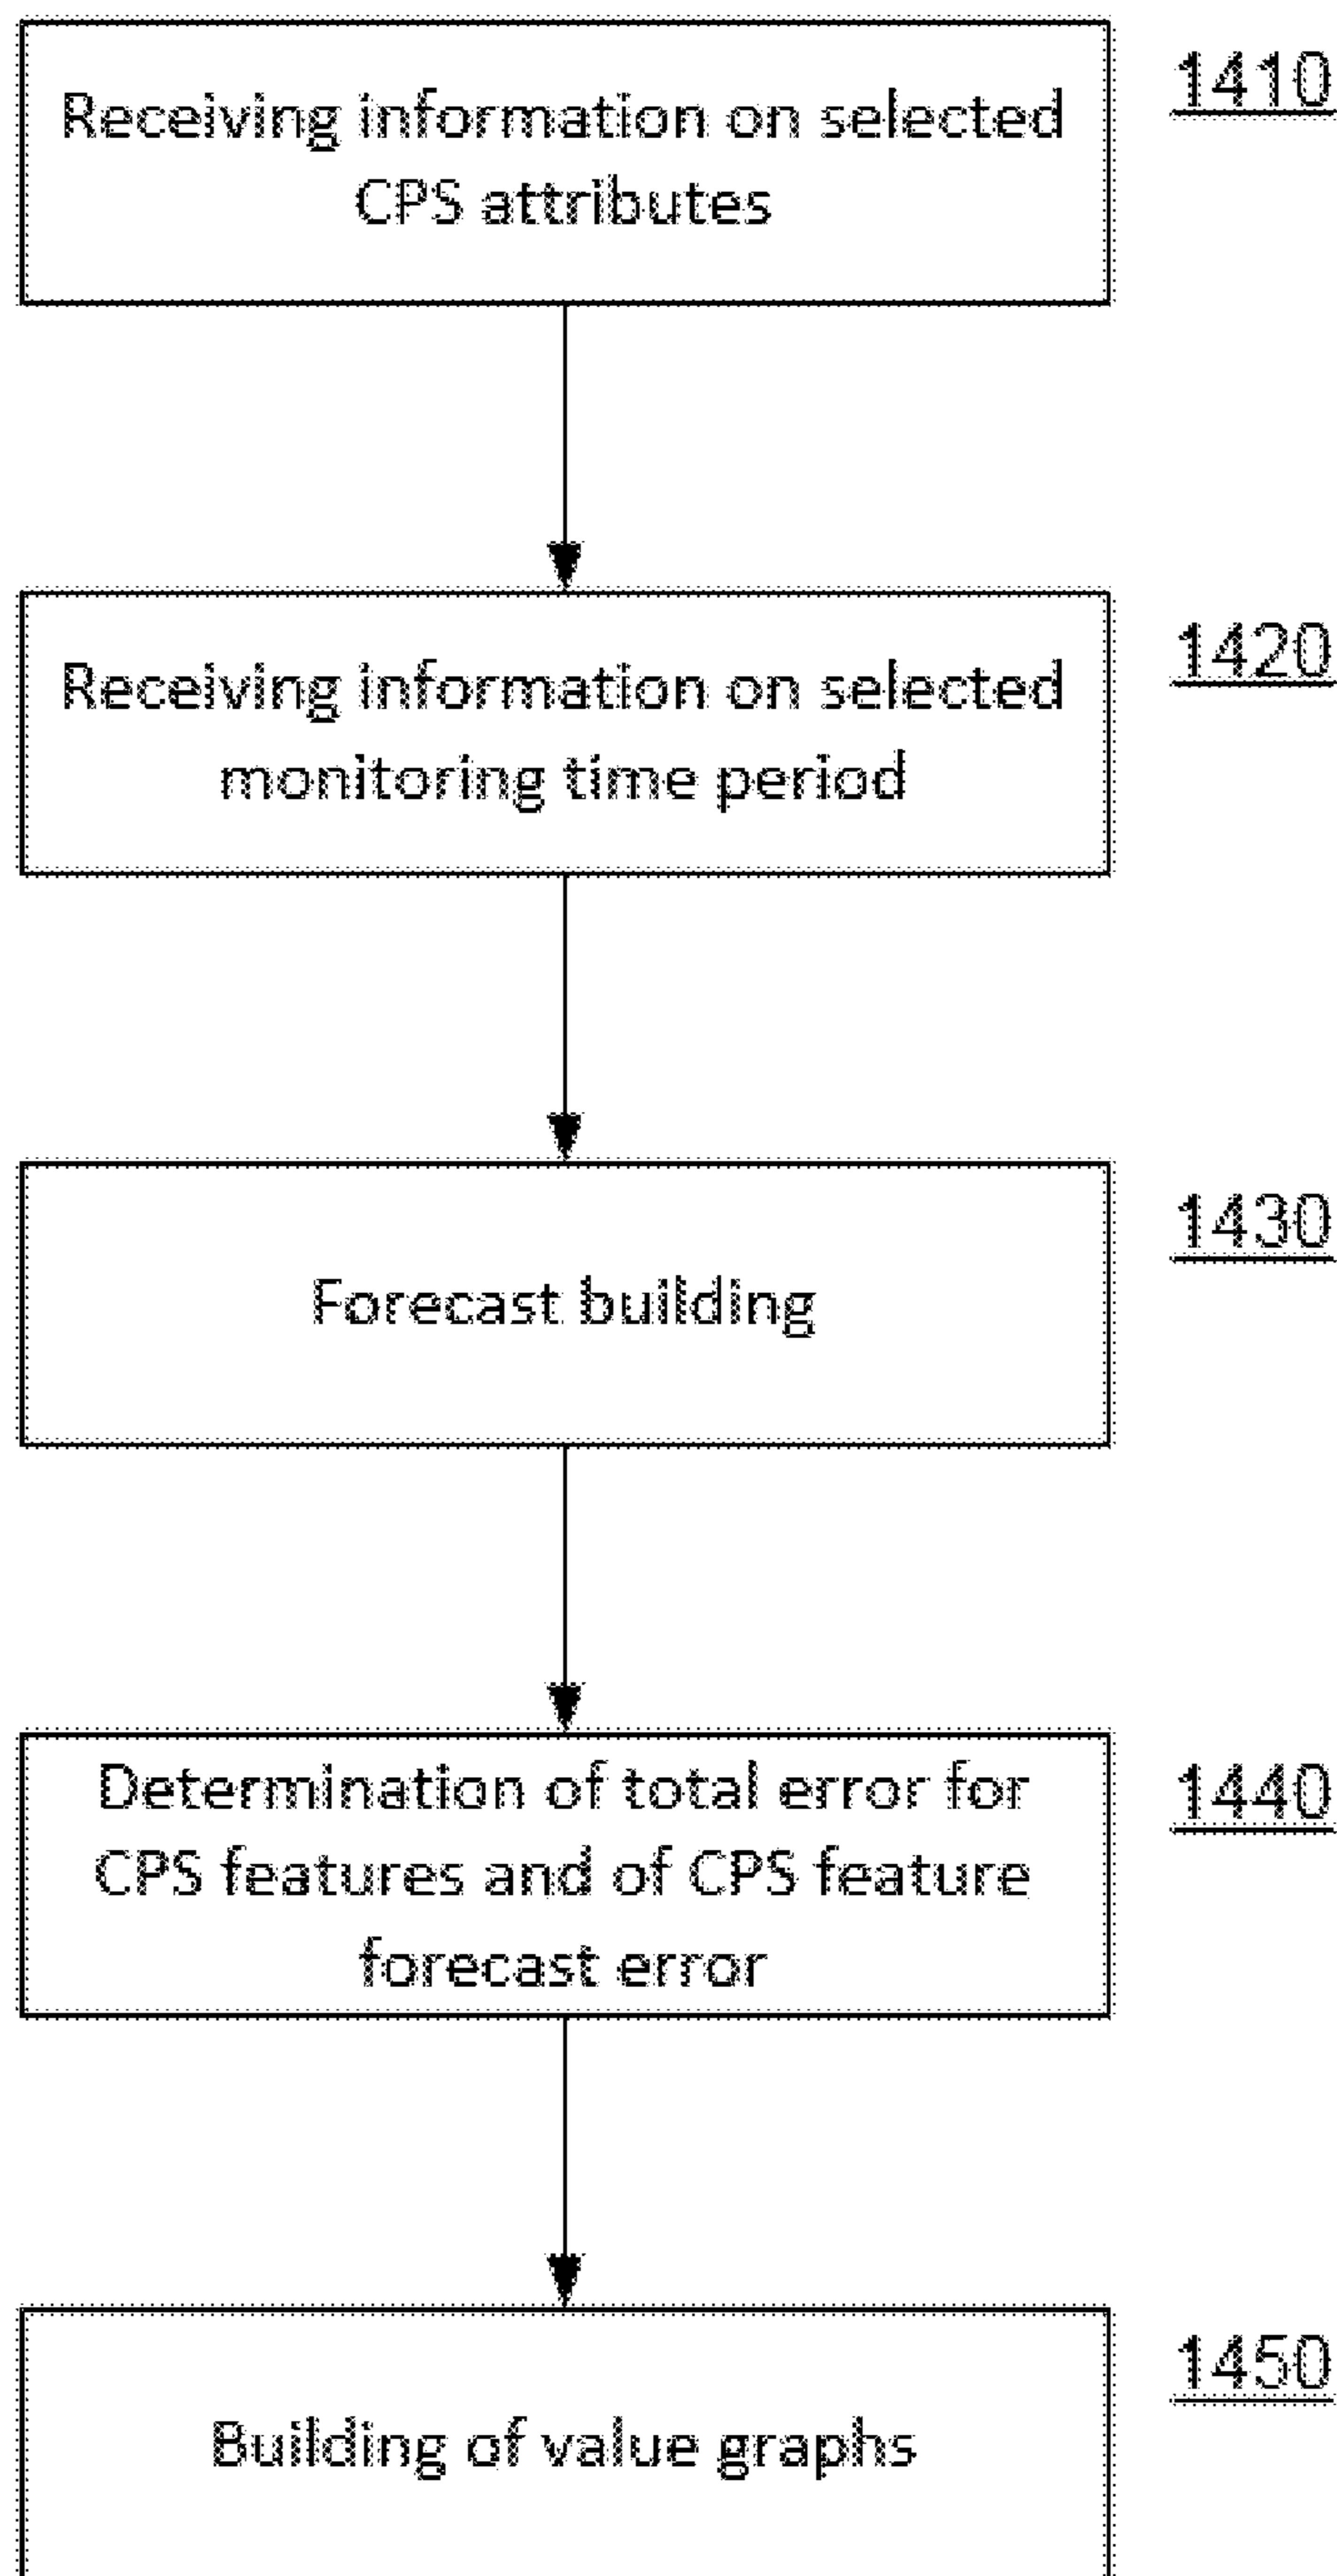 Receiving information on selected
CPS attributes
1410
Receiving information on selected
monitoring time period
1420
Forecast building
1430
Determination of total error for
CPS features and of CPS feature
forecast error
1440
Building of value graphs
1450